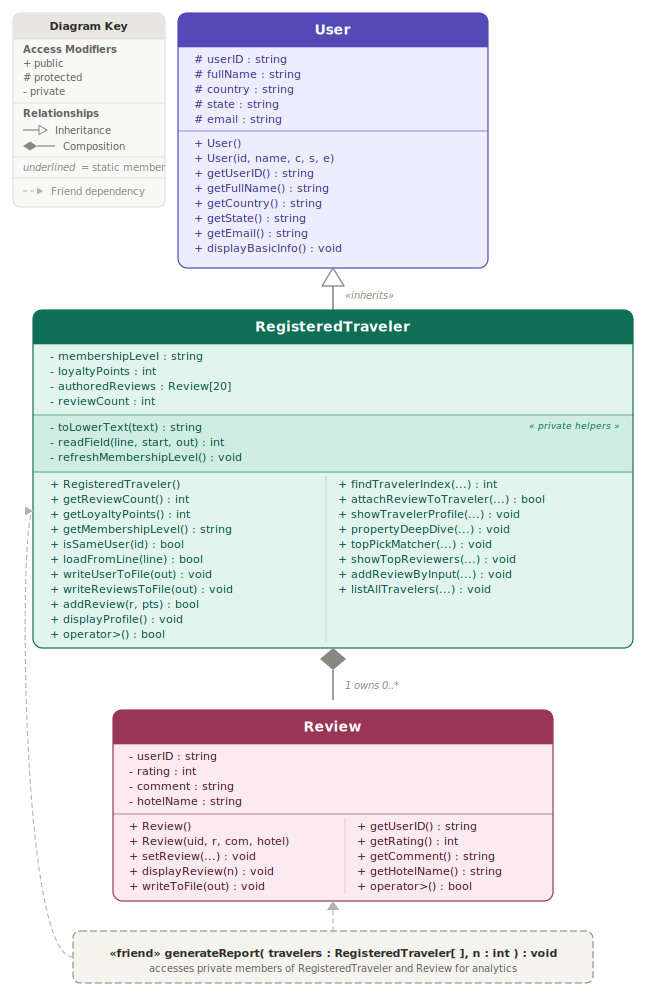 Diagram Key
Access Modifiers
+ public
# protected
- private
Relationships
Inheritance
Composition
underlined = static member
Friend dependency
User
# userID : string
# fullName : string
# country : string
# state : string
# email : string
+ User()
+ User(id, name, c, s, e)
+ getUserID() : string
+ getFullName() : string
+ getCountry() : string
+ getState() : string
+ getEmail() : string
+ displayBasicInfo() : void
«inherits»
RegisteredTraveler
- membershipLevel : string
- loyaltyPoints : int
- authoredReviews : Review[20]
- reviewCount : int
« private helpers »
- toLowerText(text) : string
- readField(line, start, out) : int
- refreshMembershipLevel() : void
+ RegisteredTraveler()
+ getReviewCount() : int
+ getLoyaltyPoints() : int
+ getMembershipLevel() : string
+ isSameUser(id) : bool
+ loadFromLine(line) : bool
+ writeUserToFile(out) : void
+ writeReviewsToFile(out) : void
+ addReview(r, pts) : bool
+ displayProfile() : void
+ operator>() : bool
+ findTravelerIndex(...) : int
+ attachReviewToTraveler(...) : bool
+ showTravelerProfile(...) : void
+ propertyDeepDive(...) : void
+ topPickMatcher(...) : void
+ showTopReviewers(...) : void
+ addReviewByInput(...) : void
+ listAllTravelers(...) : void
1 owns 0..*
Review
- userID : string
- rating : int
- comment : string
- hotelName : string
+ Review()
+ Review(uid, r, com, hotel)
+ setReview(...) : void
+ displayReview(n) : void
+ writeToFile(out) : void
+ getUserID() : string
+ getRating() : int
+ getComment() : string
+ getHotelName() : string
+ operator>() : bool
«friend» generateReport( travelers : RegisteredTraveler[ ], n : int ) : void
accesses private members of RegisteredTraveler and Review for analytics